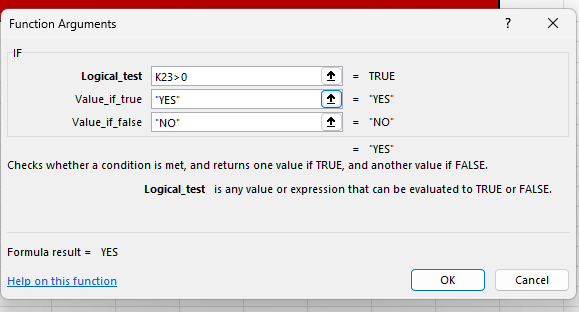 Function Arguments ? ×
IF
Logical_test K23>0 = TRUE
Value_if_true "YES" = "YES"
Value_if_false "NO" = "NO"
= "YES"
Checks whether a condition is met, and returns one value if TRUE, and another value if FALSE.
Logical_test is any value or expression that can be evaluated to TRUE or FALSE.
Formula result = YES
Help on this function OK Cancel